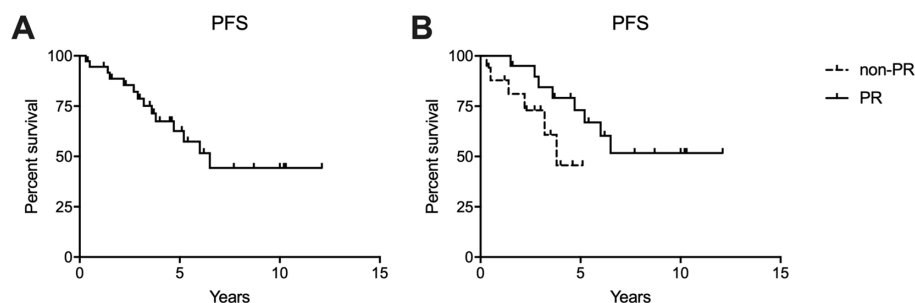 A
PFS
100
75
50
25
0
Percent survival
0 5 10 15
Years
B
PFS
100
75
50
25
0
Percent survival
0 5 10 15
Years
non-PR
PR